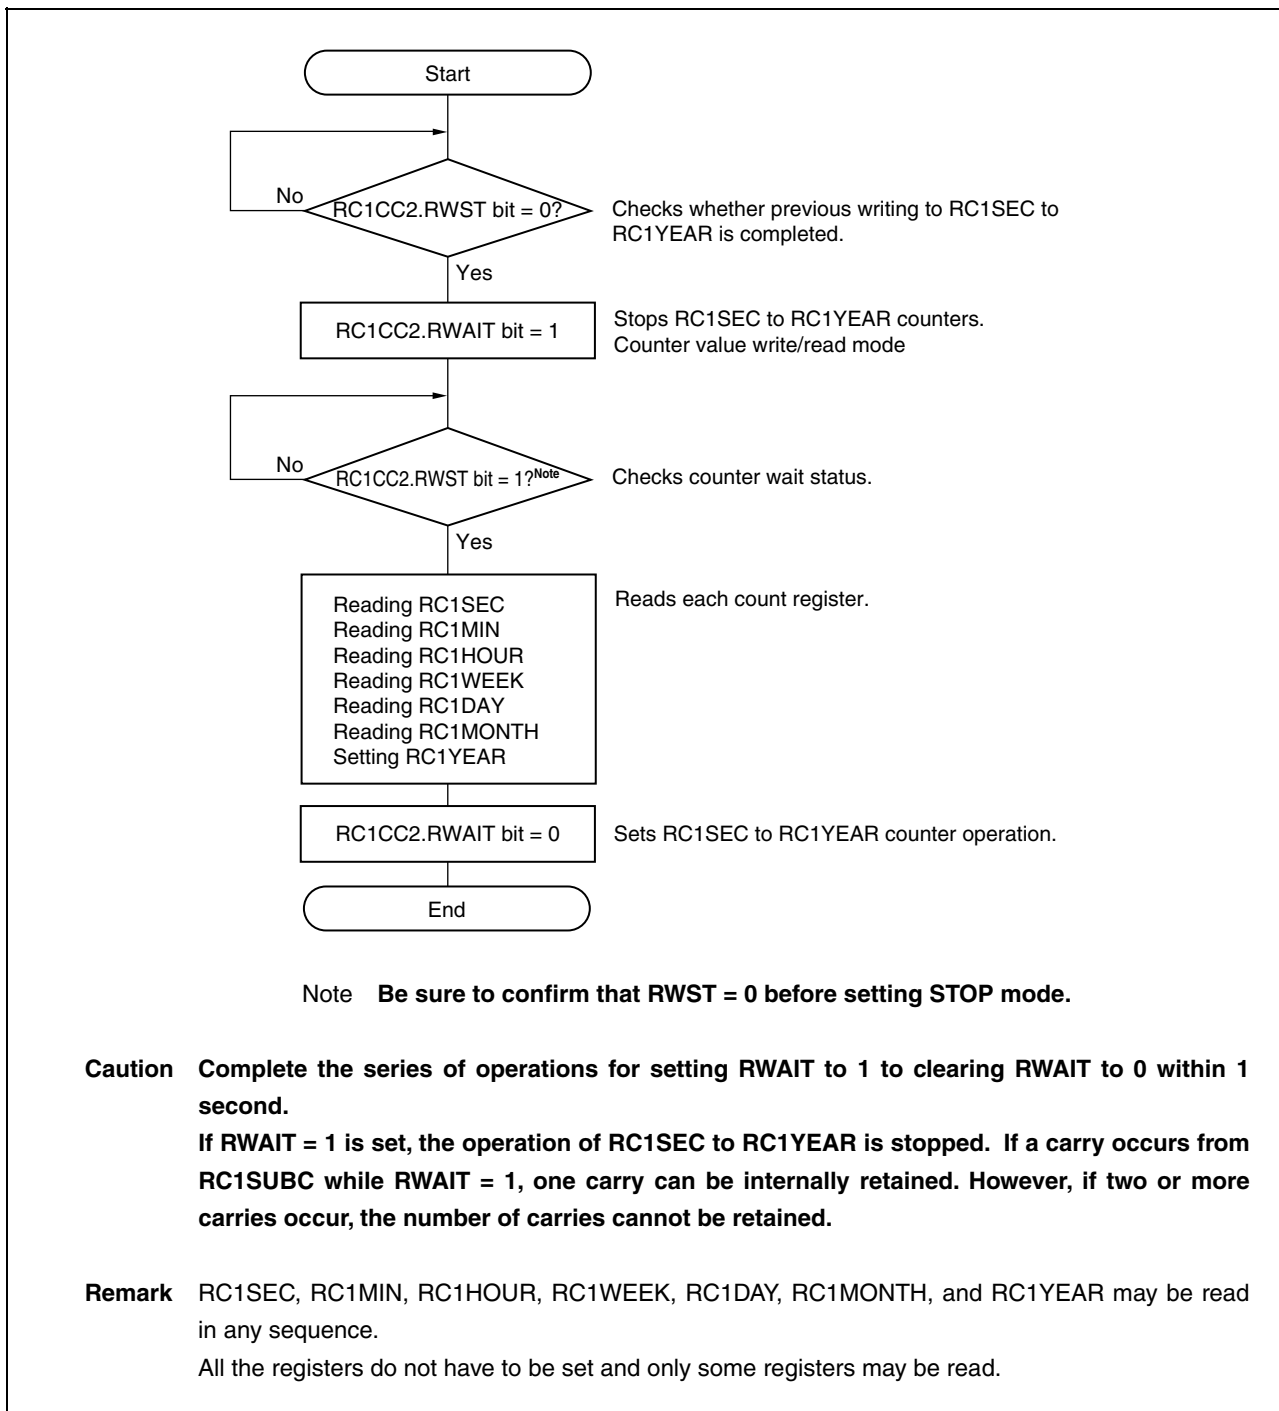 Start
No
RC1CC2.RWST bit = 0?
Checks whether previous writing to RC1SEC to
RC1YEAR is completed.
Yes
RC1CC2.RWAIT bit = 1
Stops RC1SEC to RC1YEAR counters.
Counter value write/read mode
No
RC1CC2.RWST bit = 1?Note
Checks counter wait status.
Yes
Reading RC1SEC
Reading RC1MIN
Reading RC1HOUR
Reading RC1WEEK
Reading RC1DAY
Reading RC1MONTH
Setting RC1YEAR
Reads each count register.
RC1CC2.RWAIT bit = 0
Sets RC1SEC to RC1YEAR counter operation.
End
Note Be sure to confirm that RWST = 0 before setting STOP mode.
Caution Complete the series of operations for setting RWAIT to 1 to clearing RWAIT to 0 within 1
second.
If RWAIT = 1 is set, the operation of RC1SEC to RC1YEAR is stopped. If a carry occurs from
RC1SUBC while RWAIT = 1, one carry can be internally retained. However, if two or more
carries occur, the number of carries cannot be retained.
Remark RC1SEC, RC1MIN, RC1HOUR, RC1WEEK, RC1DAY, RC1MONTH, and RC1YEAR may be read
in any sequence.
All the registers do not have to be set and only some registers may be read.